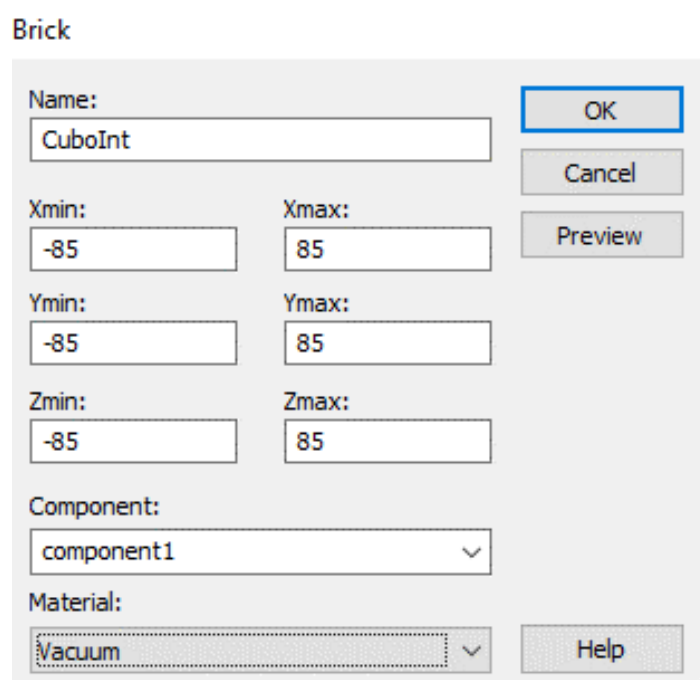 Brick
Name:
CuboInt
OK
Cancel
Preview
Xmin:
Xmax:
-85
85
Ymin:
Ymax:
-85
85
Zmin:
Zmax:
-85
85
Component:
component1
Material:
Vacuum
Help